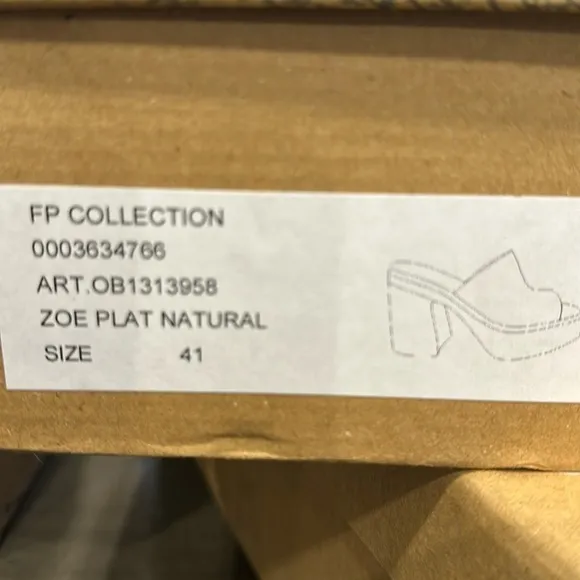 FP COLLECTION
0003634766
ART.OB1313958
ZOE PLAT NATURAL
SIZE 41